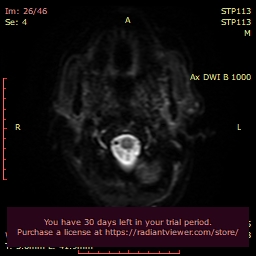 Im: 26/46
STP113
Se: 4
STP113
A
M
Ax DWI B 1000
R
L
You have 30 days left in your trial period.
Purchase a license at https://radiantviewer.com/store/